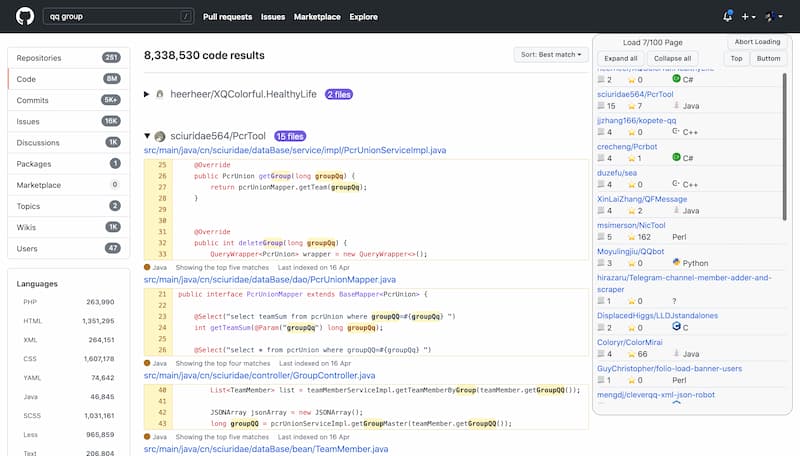 qq group
/
Pull requests Issues Marketplace Explore
Repositories 251
Code 8M
Commits 5K+
Issues 16K
Discussions 1K
Packages 1
Marketplace 0
Topics 2
Wikis 1K
Users 47
Languages
PHP 263,990
HTML 1,351,295
XML 264,151
CSS 1,607,178
YAML 74,642
Java 46,845
SCSS 1,031,161
Less 965,859
Text 206,804
8,338,530 code results
Sort: Best match
heerheer/XQColorful.HealthyLife 2 files
sciuridae564/PcrTool 15 files
src/main/java/cn/sciuridae/dataBase/service/impl/PcrUnionServiceImpl.java
25 @Override
26 public PcrUnion getGroup(long groupQq) {
27 return pcrUnionMapper.getTeam(groupQq);
28 }
29
30
31 @Override
32 public int deleteGroup(long groupQq) {
33 QueryWrapper<PcrUnion> wrapper = new QueryWrapper<>();
Java Showing the top five matches Last indexed on 16 Apr
src/main/java/cn/sciuridae/dataBase/dao/PcrUnionMapper.java
21 public interface PcrUnionMapper extends BaseMapper<PcrUnion> {
22
23 @Select("select teamSum from pcrUnion where groupQQ=#{groupQq} ")
24 int getTeamSum(@Param("groupQq") long groupQq);
25
26 @Select("select * from pcrUnion where groupQQ=#{groupQq} ")
Java Showing the top four matches Last indexed on 16 Apr
src/main/java/cn/sciuridae/controller/GroupController.java
40 List<TeamMember> list = teamMemberServiceImpl.getTeamMemberByGroup(teamMember.getGroupQQ());
41
42 JSONArray jsonArray = new JSONArray();
43 long groupQQ = pcrUnionServiceImpl.getGroupMaster(teamMember.getGroupQQ());
Java Showing the top five matches Last indexed on 16 Apr
src/main/java/cn/sciuridae/dataBase/bean/TeamMember.java
Load 7/100 Page Abort Loading
Expand all Collapse all Top Buttom
heerheer/XQColorful.HealthyLife
2 0 C#
sciuridae564/PcrTool
15 7 Java
jjzhang166/kopete-qq
4 0 C++
crecheng/Pcrbot
4 1 C#
duzefu/sea
4 0 C++
XinLaiZhang/QFMessage
4 2 Java
msimerson/NicTool
5 162 Perl
Moyulingjiu/QQbot
3 0 Python
hirazaru/Telegram-channel-member-adder-and-
scraper
1 0 ?
DisplacedHiggs/LLDJstandalones
2 0 C
Coloryr/ColorMirai
4 66 Java
GuyChristopher/folio-load-banner-users
1 0 Perl
mengdj/cleverqq-xml-json-robot